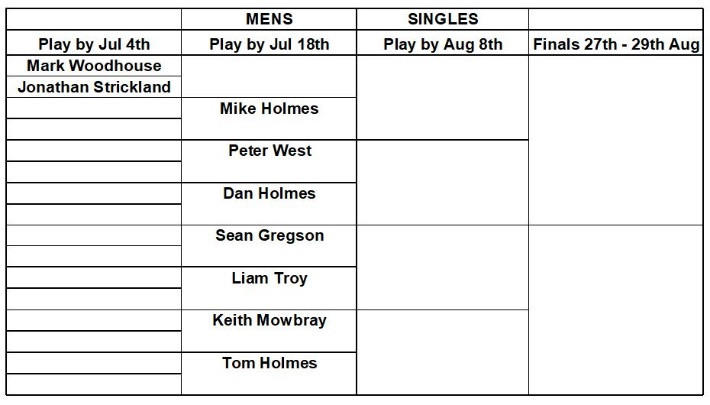 MENS SINGLES
Play by Jul 4th Play by Jul 18th Play by Aug 8th Finals 27th - 29th Aug
Mark Woodhouse
Jonathan Strickland
Mike Holmes
Peter West
Dan Holmes
Sean Gregson
Liam Troy
Keith Mowbray
Tom Holmes